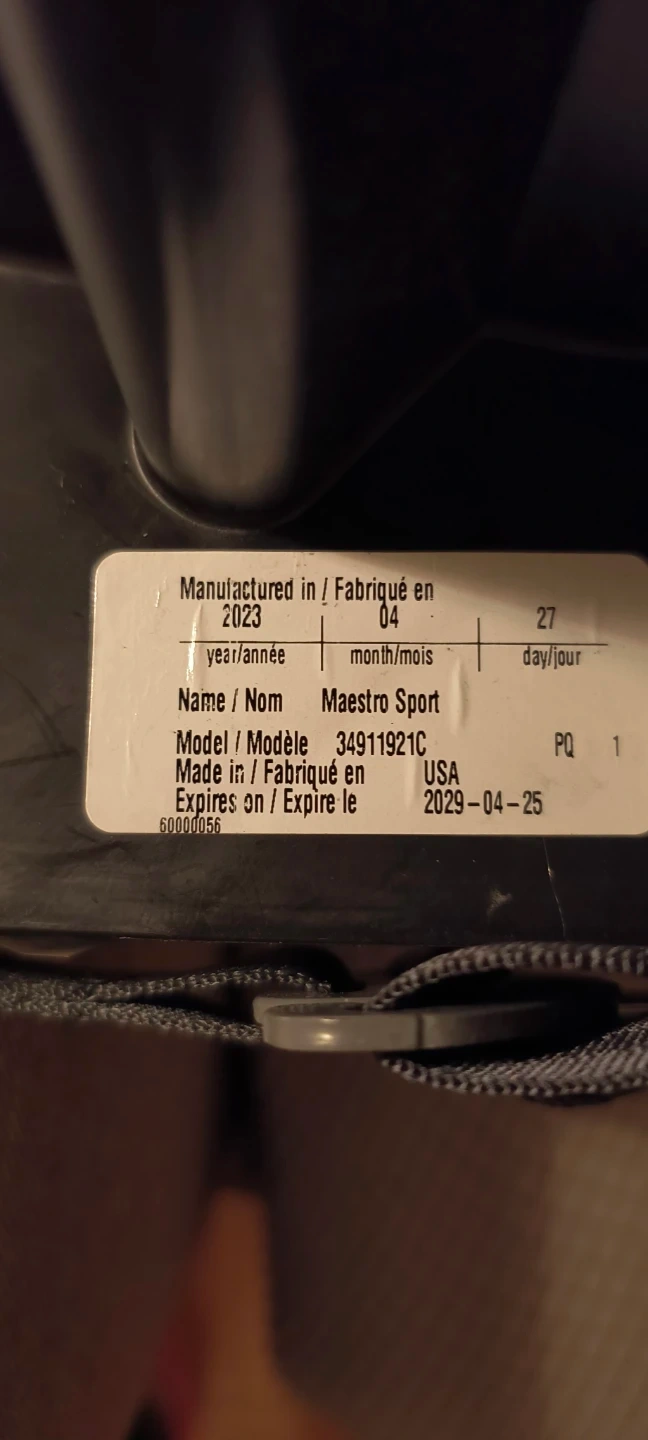 Manufactured in / Fabriqué en
2023 04 27
year/année month/mois day/jour
Name / Nom Maestro Sport
Model / Modèle 34911921C PQ 1
Made in / Fabriqué en USA
Expires on / Expire le 2029-04-25
60000056